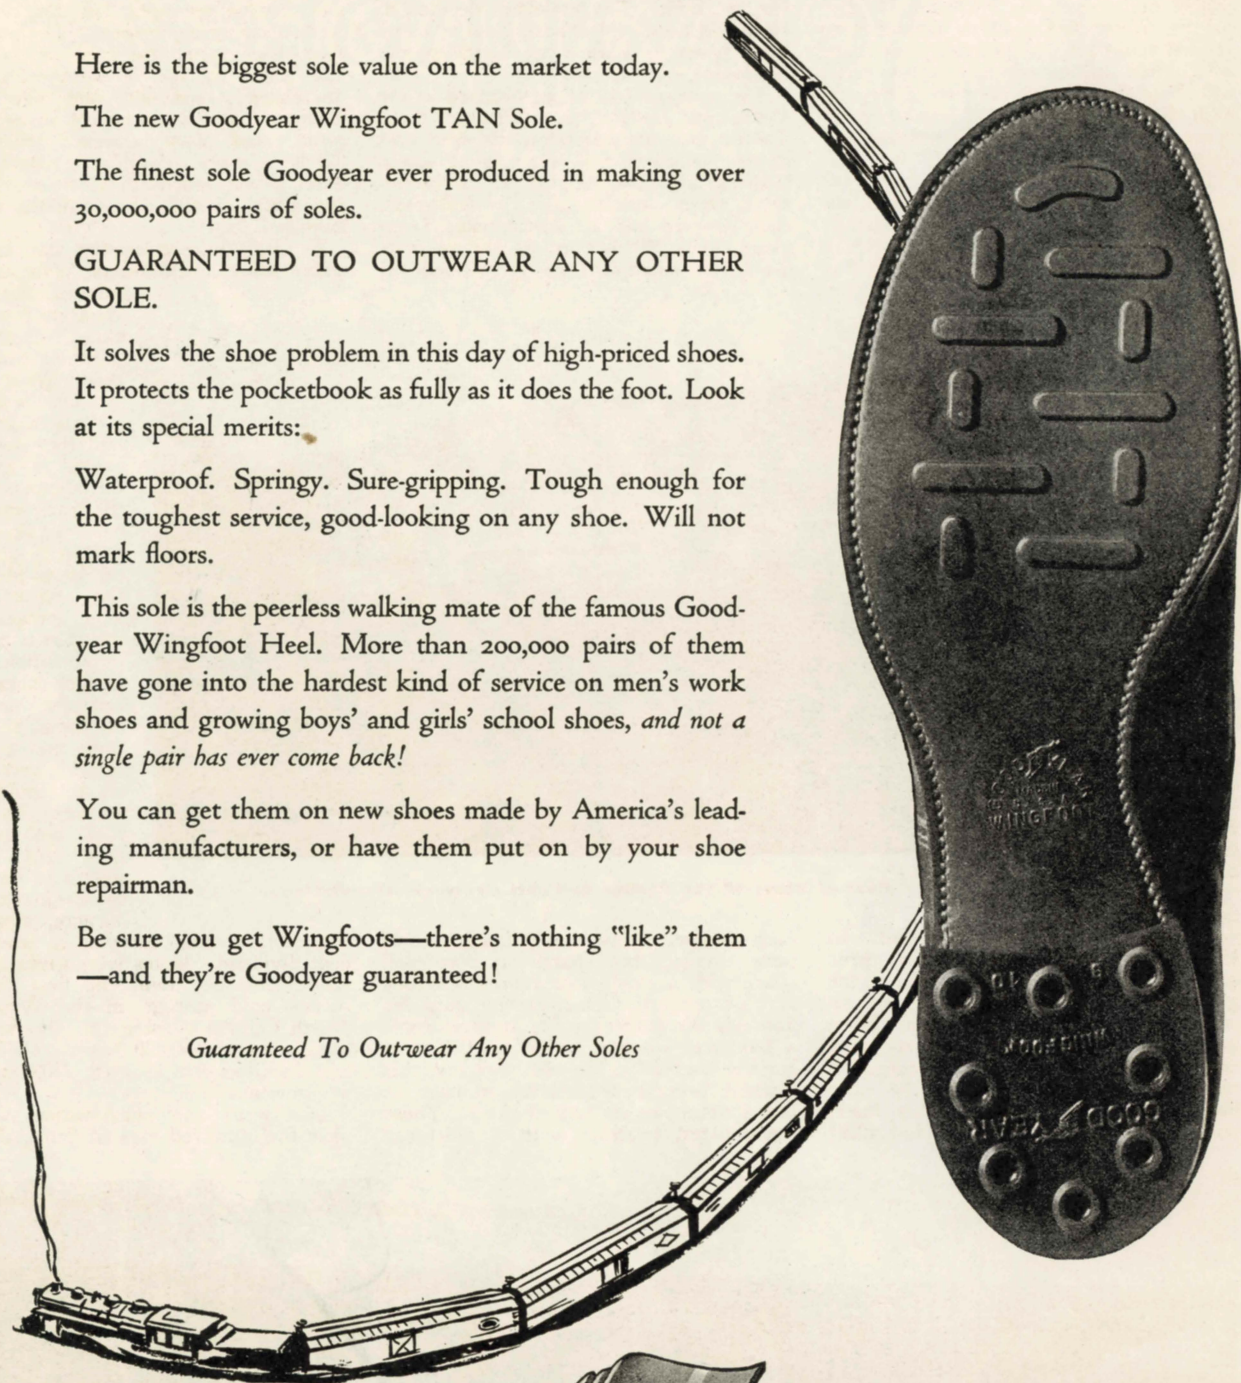 Here is the biggest sole value on the market today.
The new Goodyear Wingfoot TAN Sole.
The finest sole Goodyear ever produced in making over
30,000,000 pairs of soles.
GUARANTEED TO OUTWEAR ANY OTHER
SOLE.
It solves the shoe problem in this day of high-priced shoes.
It protects the pocketbook as fully as it does the foot. Look
at its special merits:
Waterproof. Springy. Sure-gripping. Tough enough for
the toughest service, good-looking on any shoe. Will not
mark floors.
This sole is the peerless walking mate of the famous Good-
year Wingfoot Heel. More than 200,000 pairs of them
have gone into the hardest kind of service on men's work
shoes and growing boys' and girls' school shoes, and not a
single pair has ever come back!
You can get them on new shoes made by America's lead-
ing manufacturers, or have them put on by your shoe
repairman.
Be sure you get Wingfoots—there's nothing "like" them
—and they're Goodyear guaranteed!
Guaranteed To Outwear Any Other Soles
WINGFOOT
9 10
WINGFOOT
GOODYEAR